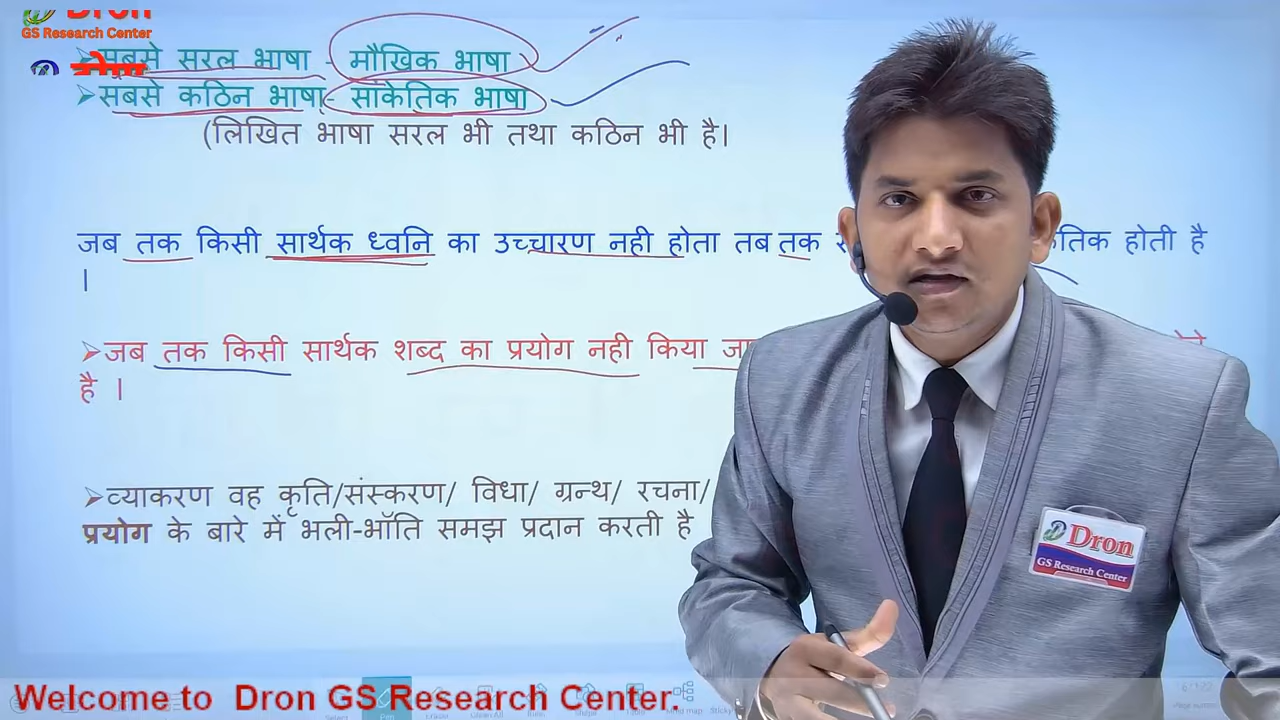 GS Research Center
सबसे सरल भाषा - मौखिक भाषा
सबसे कठिन भाषा- सांकेतिक भाषा
(लिखित भाषा सरल भी तथा कठिन भी है।
जब तक किसी सार्थक ध्वनि का उच्चारण नही होता तब तक होती है
।
जब तक किसी सार्थक शब्द का प्रयोग नही किया
है ।
व्याकरण वह कृति/संस्करण/ विधा/ ग्रन्थ/ रचना/
प्रयोग के बारे में भली-भाँति समझ प्रदान करती है
Dron
GS Research Center
Welcome to Dron GS Research Center.